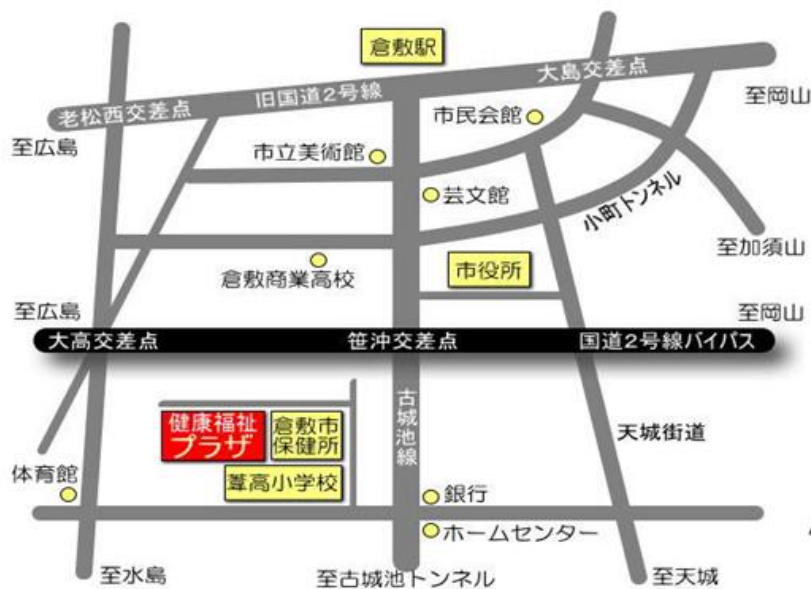 倉敷駅
大島交差点
旧国道2号線
老松西交差点
至岡山
至広島
市民会館
市立美術館
芸文館
小町トンネル
至加須山
倉敷商業高校
市役所
至広島
至岡山
大高交差点
笹沖交差点
国道2号線バイパス
古城池線
健康福祉
プラザ
倉敷市
保健所
天城街道
体育館
葦高小学校
銀行
ホームセンター
至水島
至古城池トンネル
至天城